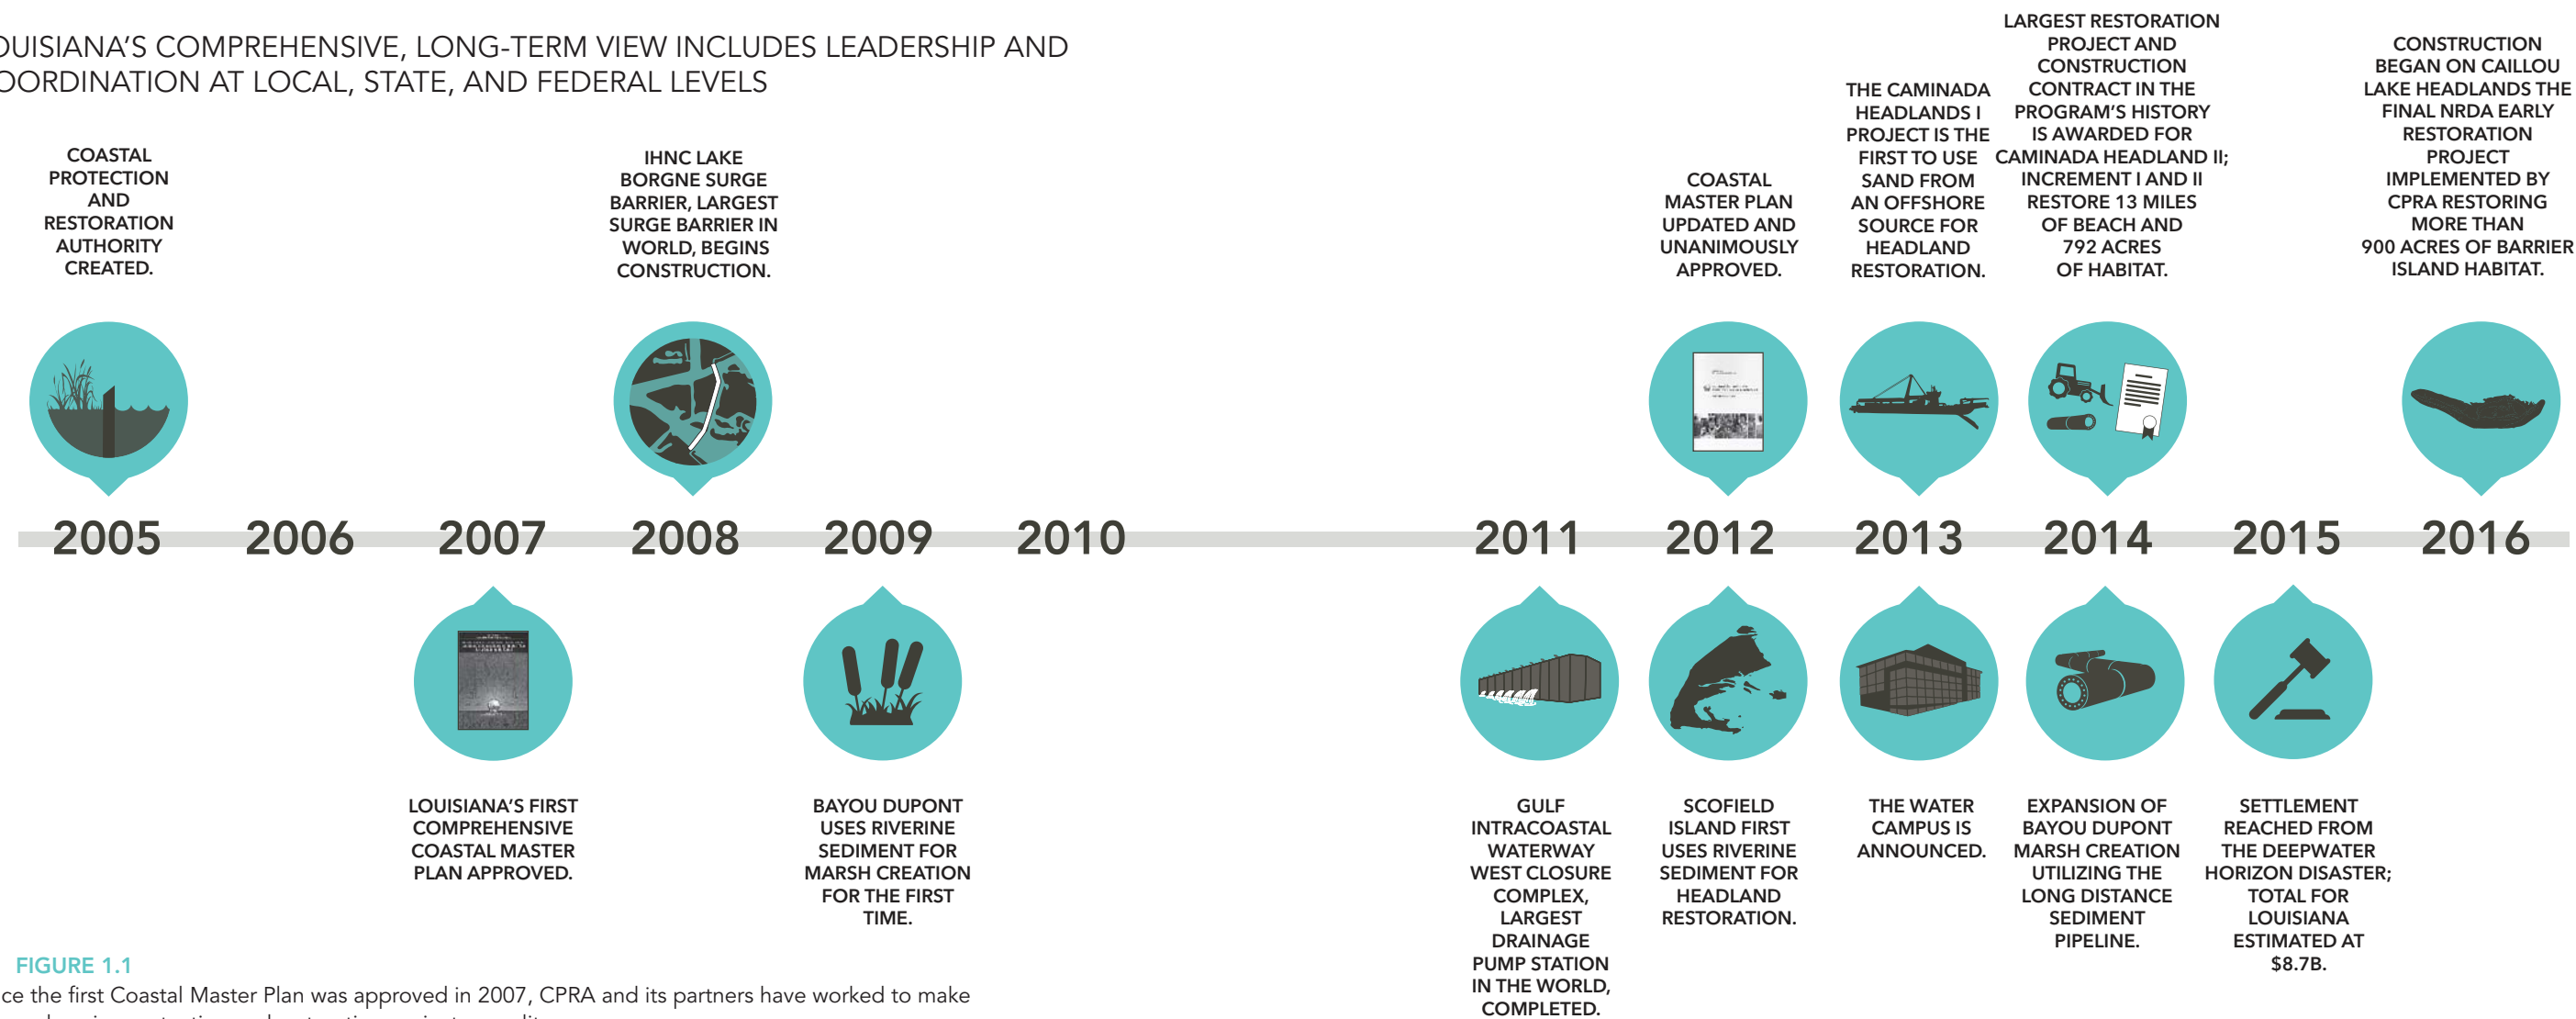 OUISIANA'S COMPREHENSIVE, LONG-TERM VIEW INCLUDES LEADERSHIP AND
OORDINATION AT LOCAL, STATE, AND FEDERAL LEVELS
COASTAL
PROTECTION
AND
RESTORATION
AUTHORITY
CREATED.
IHNC LAKE
BORGNE SURGE
BARRIER, LARGEST
SURGE BARRIER IN
WORLD, BEGINS
CONSTRUCTION.
COASTAL
MASTER PLAN
UPDATED AND
UNANIMOUSLY
APPROVED.
THE CAMINADA
HEADLANDS I
PROJECT IS THE
FIRST TO USE
SAND FROM
AN OFFSHORE
SOURCE FOR
HEADLAND
RESTORATION.
LARGEST RESTORATION
PROJECT AND
CONSTRUCTION
CONTRACT IN THE
PROGRAM'S HISTORY
IS AWARDED FOR
CAMINADA HEADLAND II;
INCREMENT I AND II
RESTORE 13 MILES
OF BEACH AND
792 ACRES
OF HABITAT.
CONSTRUCTION
BEGAN ON CAILLOU
LAKE HEADLANDS THE
FINAL NRDA EARLY
RESTORATION
PROJECT
IMPLEMENTED BY
CPRA RESTORING
MORE THAN
900 ACRES OF BARRIER
ISLAND HABITAT.
2005 2006 2007 2008 2009 2010 2011 2012 2013 2014 2015 2016
LOUISIANA'S FIRST
COMPREHENSIVE
COASTAL MASTER
PLAN APPROVED.
BAYOU DUPONT
USES RIVERINE
SEDIMENT FOR
MARSH CREATION
FOR THE FIRST
TIME.
GULF
INTRACOASTAL
WATERWAY
WEST CLOSURE
COMPLEX,
LARGEST
DRAINAGE
PUMP STATION
IN THE WORLD,
COMPLETED.
SCOFIELD
ISLAND FIRST
USES RIVERINE
SEDIMENT FOR
HEADLAND
RESTORATION.
THE WATER
CAMPUS IS
ANNOUNCED.
EXPANSION OF
BAYOU DUPONT
MARSH CREATION
UTILIZING THE
LONG DISTANCE
SEDIMENT
PIPELINE.
SETTLEMENT
REACHED FROM
THE DEEPWATER
HORIZON DISASTER;
TOTAL FOR
LOUISIANA
ESTIMATED AT
$8.7B.
FIGURE 1.1
ce the first Coastal Master Plan was approved in 2007, CPRA and its partners have worked to make